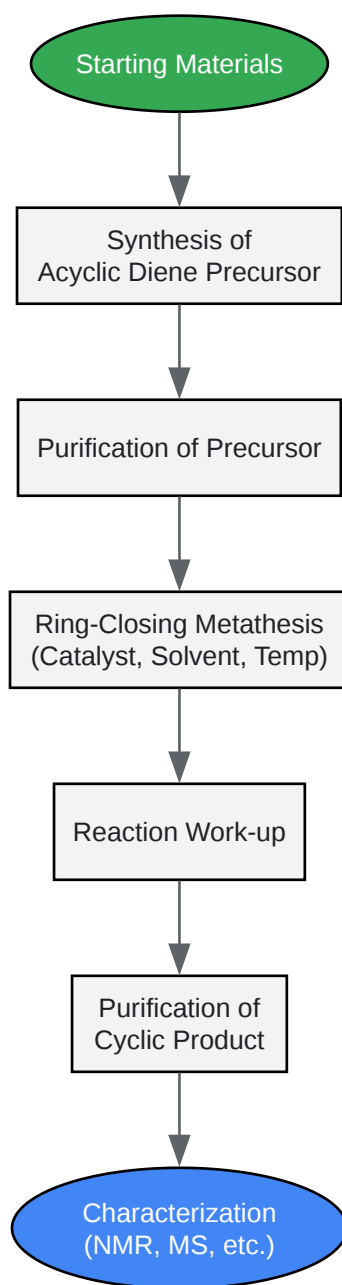 Starting Materials
Synthesis of
Acyclic Diene Precursor
Purification of Precursor
Ring-Closing Metathesis
(Catalyst, Solvent, Temp)
Reaction Work-up
Purification of
Cyclic Product
Characterization
(NMR, MS, etc.)